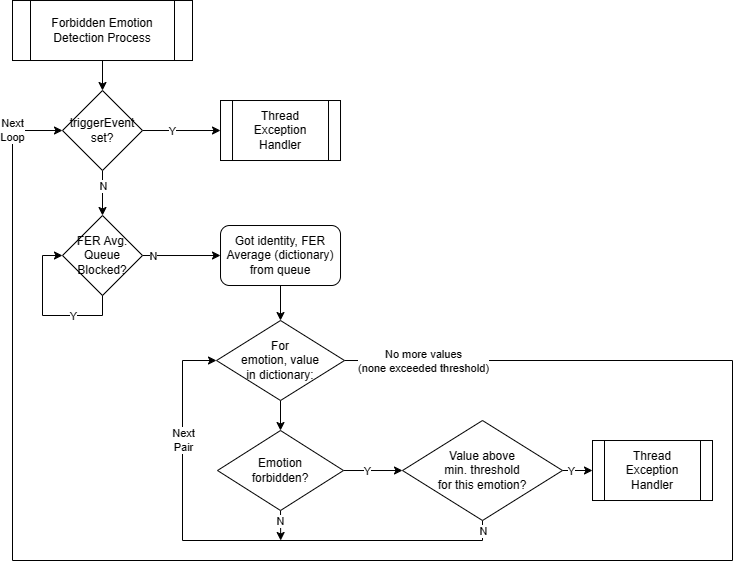 Forbidden Emotion
Detection Process
Next
Loop
triggerEvent
set?
Y
Thread
Exception
Handler
N
FER Avg.
Queue
Blocked?
N
Y
Got identity, FER
Average (dictionary)
from queue
For
emotion, value
in dictionary:
No more values
(none exceeded threshold)
Next
Pair
Emotion
forbidden?
Y
N
Value above
min. threshold
for this emotion?
Y
N
Thread
Exception
Handler